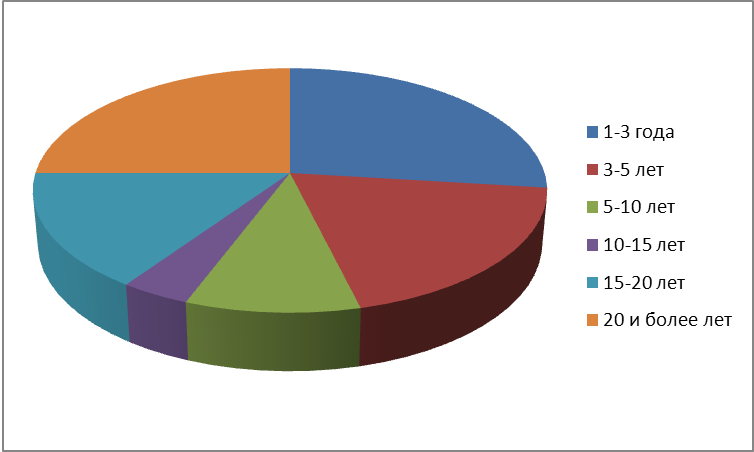 1-3 года
3-5 лет
5-10 лет
10-15 лет
15-20 лет
20 и более лет